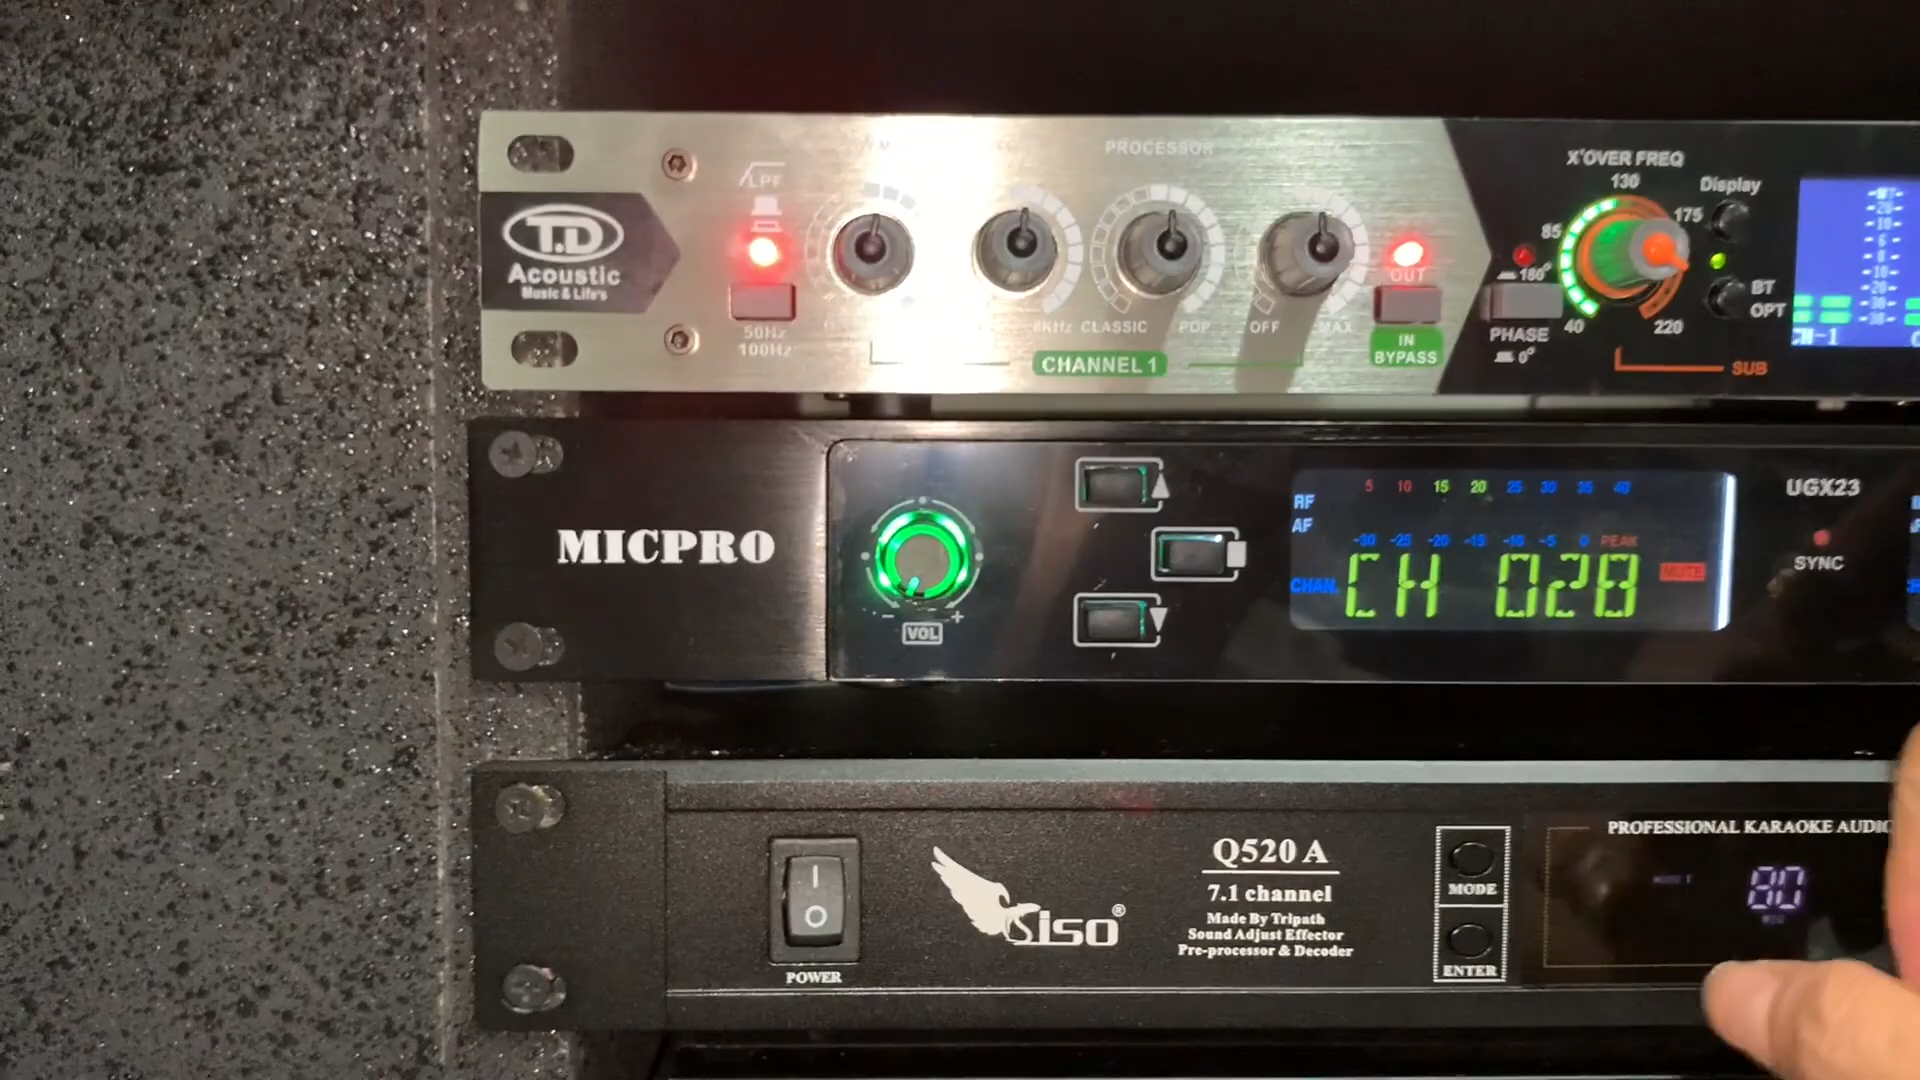 PROCESSOR
LPF
T.D
Acoustic
Music & Life's
50Hz
100Hz
6KHz
CLASSIC
POP
OFF
MAX
CHANNEL 1
OUT
IN
BYPASS
180°
PHASE
0°
X'OVER FREQ
130
85
175
40
220
SUB
Display
BT
OPT
MICPRO
- +
VOL
RF 5 10 15 20 25 30 35 40
AF
-30 -25 -20 -15 -10 -5 0 PEAK
CHAN. CH 028 MUTE
UGX23
SYNC
POWER
Siso®
Q520 A
7.1 channel
Made By Tripath
Sound Adjust Effector
Pre-processor & Decoder
MODE
ENTER
PROFESSIONAL KARAOKE AUDIO
80